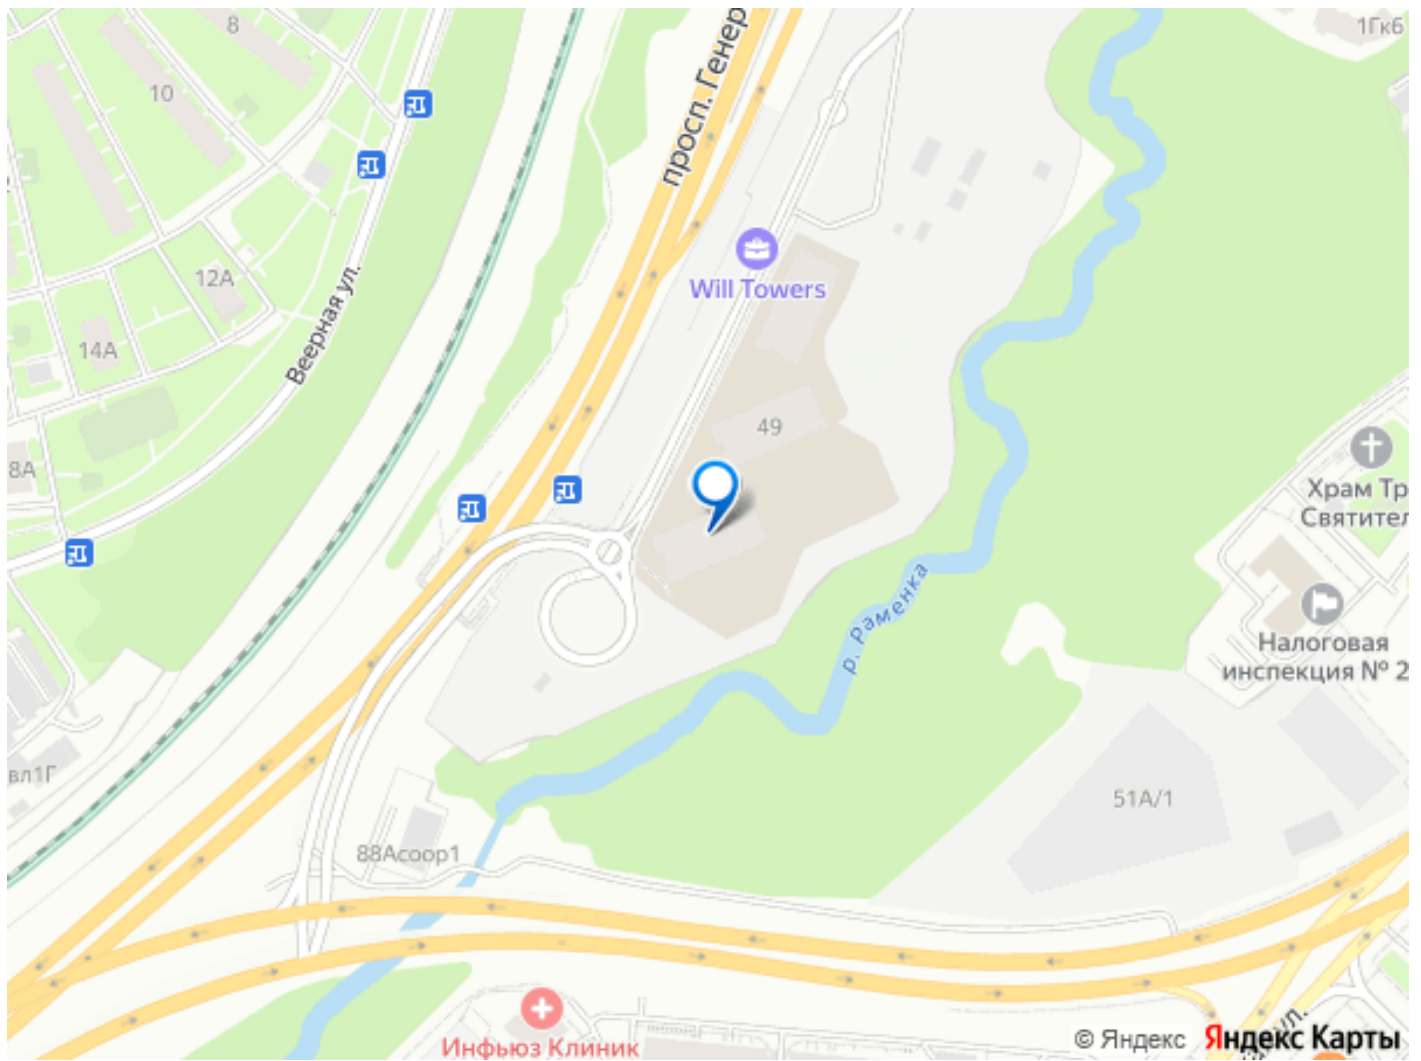 8
1Гк6
10
просп. Генер
12А
Will Towers
Веерная ул.
14А
49
8А
Храм Тр
Святител
р. Раменка
Налоговая
инспекция № 2
вл1Г
51А/1
88Асоор1
ул.
Инфьюз Клиник
© Яндекс Яндекс Карты